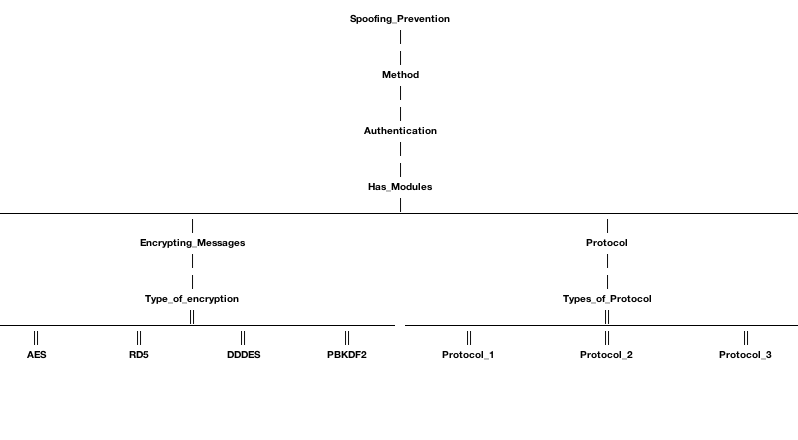 Spoofing_Prevention
Method
Authentication
Has_Modules
Encrypting_Messages Protocol
Type_of_encryption Types_of_Protocol
AES RD5 DDDES PBKDF2 Protocol_1 Protocol_2 Protocol_3